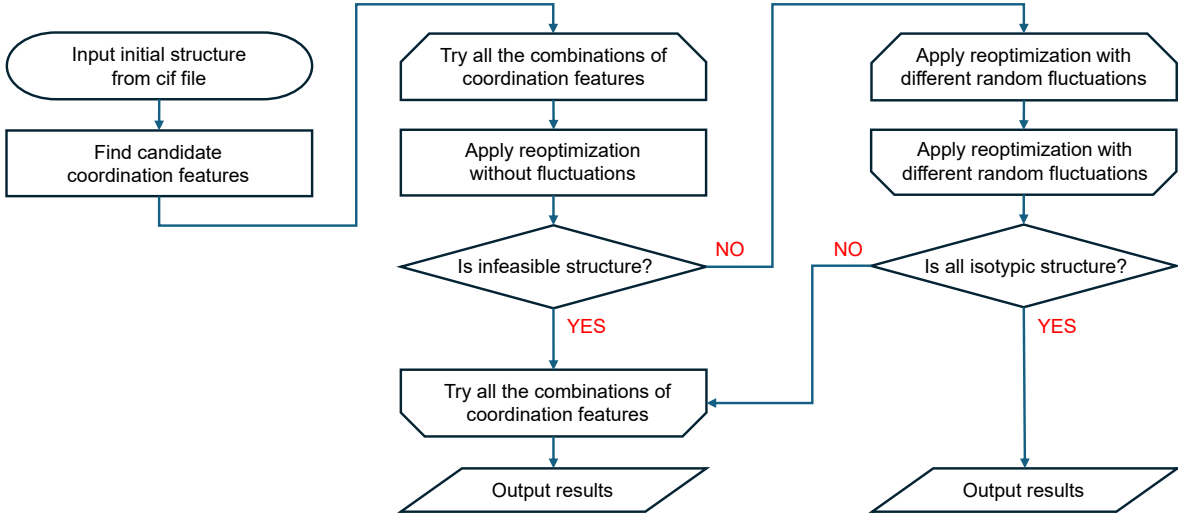 Input initial structure
from cif file
Find candidate
coordination features
Try all the combinations of
coordination features
Apply reoptimization
without fluctuations
Is infeasible structure?
NO
YES
Try all the combinations of
coordination features
Output results
Apply reoptimization with
different random fluctuations
Apply reoptimization with
different random fluctuations
Is all isotypic structure?
NO
YES
Output results